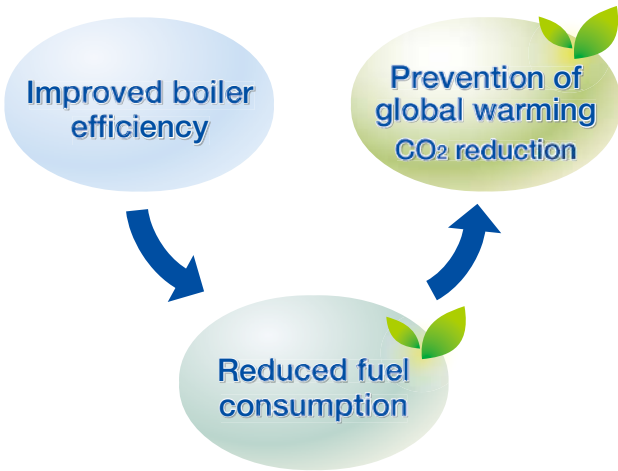 Improved boiler
efficiency
Prevention of
global warming
CO₂ reduction
Reduced fuel
consumption